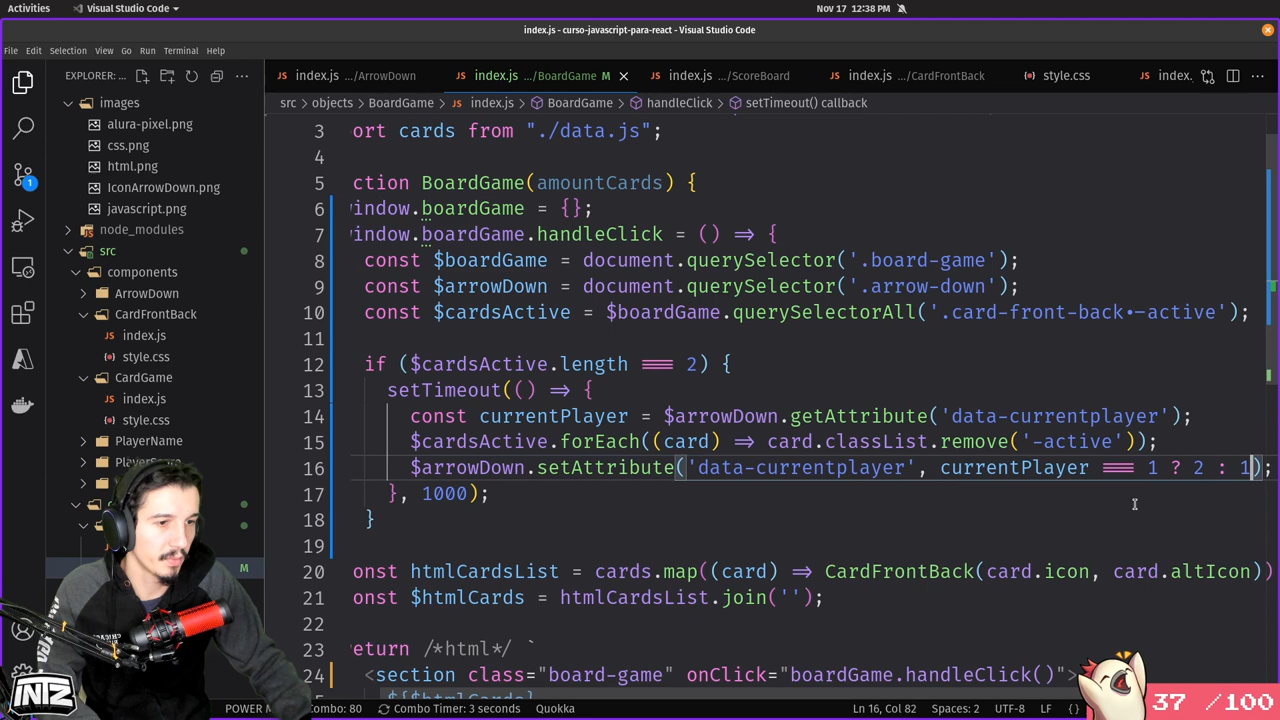 Activities
Visual Studio Code
Nov 17 12:38 PM
index.js - curso-javascript-para-react - Visual Studio Code
File Edit Selection View Go Run Terminal Help
EXPLORER: ...
index.js .../ArrowDown
index.js .../BoardGame M
index.js .../ScoreBoard
index.js .../CardFrontBack
style.css
index.
src > objects > BoardGame > index.js > BoardGame > handleClick > setTimeout() callback
images
alura-pixel.png
css.png
html.png
IconArrowDown.png
javascript.png
node_modules
src
components
ArrowDown
CardFrontBack
index.js
style.css
CardGame
index.js
style.css
PlayerName
M
1
3 ort cards from "./data.js";
4
5 ction BoardGame(amountCards) {
6 indow.boardGame = {};
7 indow.boardGame.handleClick = () => {
8 const $boardGame = document.querySelector('.board-game');
9 const $arrowDown = document.querySelector('.arrow-down');
10 const $cardsActive = $boardGame.querySelectorAll('.card-front-back.-active');
11
12 if ($cardsActive.length === 2) {
13 setTimeout(() => {
14 const currentPlayer = $arrowDown.getAttribute('data-currentplayer');
15 $cardsActive.forEach((card) => card.classList.remove('-active'));
16 $arrowDown.setAttribute('data-currentplayer', currentPlayer === 1 ? 2 : 1);
17 }, 1000);
18 }
19
20 onst htmlCardsList = cards.map((card) => CardFrontBack(card.icon, card.altIcon))
21 onst $htmlCards = htmlCardsList.join('');
22
23 eturn /*html*/ `
24 <section class="board-game" onClick="boardGame.handleClick()">
INTZ
POWER M
Combo: 80
Combo Timer: 3 seconds
Quokka
Ln 16, Col 82
Spaces: 2
UTF-8
LF
{}
37 /100